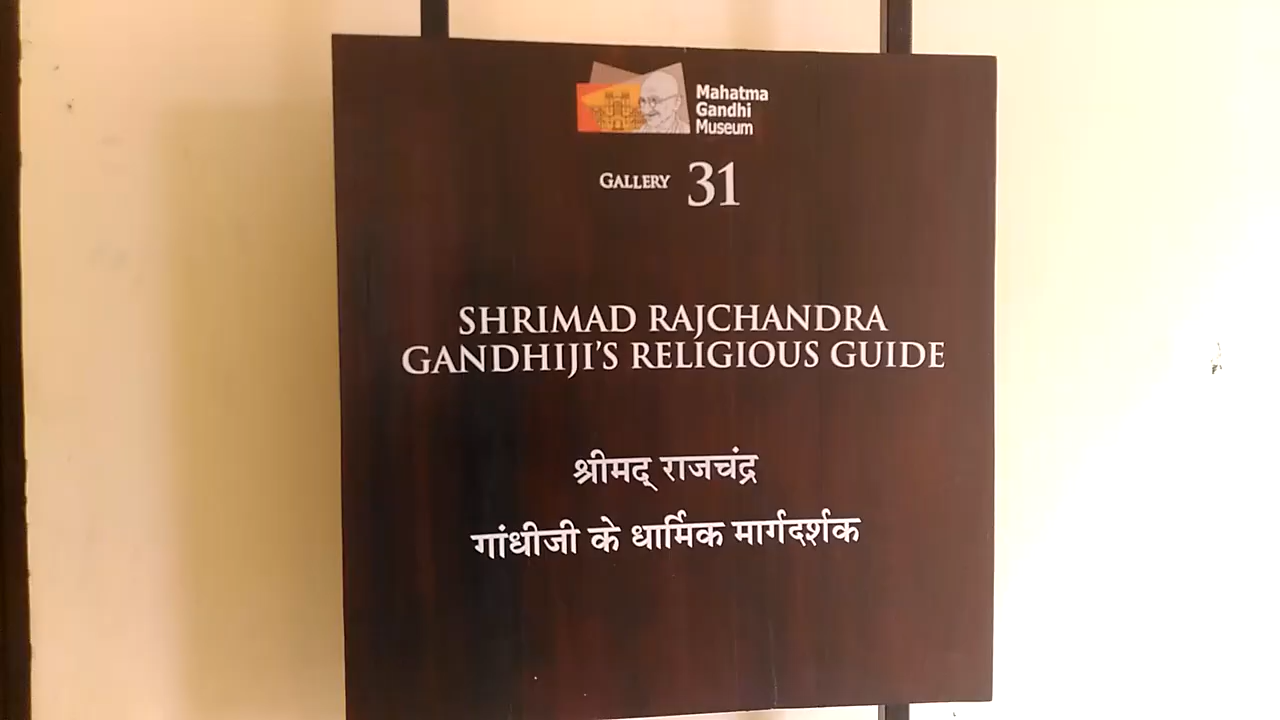 Mahatma
Gandhi
Museum
GALLERY 31
SHRIMAD RAJCHANDRA
GANDHIJI'S RELIGIOUS GUIDE
श्रीमद् राजचंद्र
गांधीजी के धार्मिक मार्गदर्शक